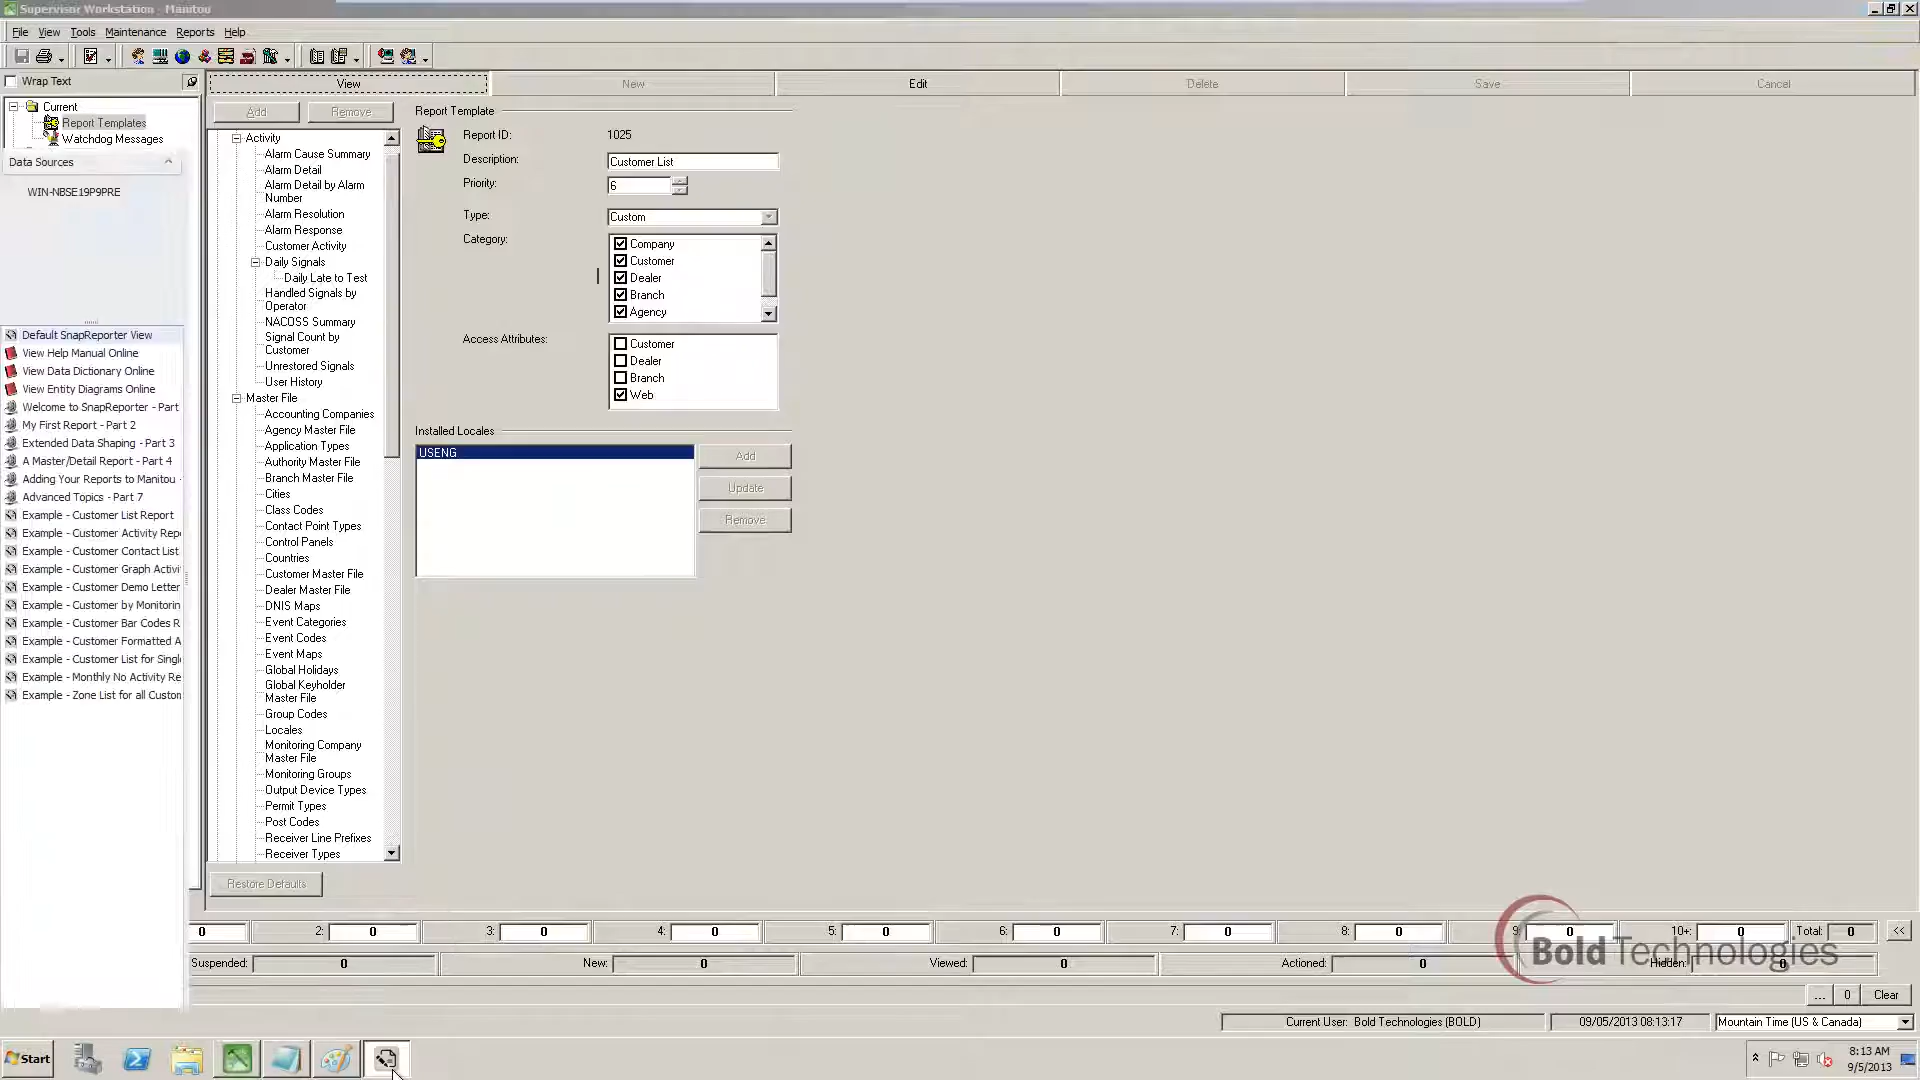 Supervisor Workstation - Manitou
File View Tools Maintenance Reports Help
Wrap Text
Current
Report Templates
Watchdog Messages
Data Sources
WIN-NBSE19P9PRE
Default SnapReporter View
View Help Manual Online
View Data Dictionary Online
View Entity Diagrams Online
Welcome to SnapReporter - Part
My First Report - Part 2
Extended Data Shaping - Part 3
A Master/Detail Report - Part 4
Adding Your Reports to Manitou -
Advanced Topics - Part 7
Example - Customer List Report
Example - Customer Activity Repo
Example - Customer Contact List
Example - Customer Graph Activi
Example - Customer Demo Letter
Example - Customer by Monitorin
Example - Customer Bar Codes R
Example - Customer Formatted A
Example - Customer List for Singl
Example - Monthly No Activity Re
Example - Zone List for all Custom
View New Edit Delete Save Cancel
Add Remove
Activity
Alarm Cause Summary
Alarm Detail
Alarm Detail by Alarm
Number
Alarm Resolution
Alarm Response
Customer Activity
Daily Signals
Daily Late to Test
Handled Signals by
Operator
NACOSS Summary
Signal Count by
Customer
Unrestored Signals
User History
Master File
Accounting Companies
Agency Master File
Application Types
Authority Master File
Branch Master File
Cities
Class Codes
Contact Point Types
Control Panels
Countries
Customer Master File
Dealer Master File
DNIS Maps
Event Categories
Event Codes
Event Maps
Global Holidays
Global Keyholder
Master File
Group Codes
Locales
Monitoring Company
Master File
Monitoring Groups
Output Device Types
Permit Types
Post Codes
Receiver Line Prefixes
Receiver Types
Restore Defaults
Report Template
Report ID: 1025
Description: Customer List
Priority: 6
Type: Custom
Category:
Company
Customer
Dealer
Branch
Agency
Access Attributes:
Customer
Dealer
Branch
Web
Installed Locales
USENG
Add
Update
Remove
0 2: 0 3: 0 4: 0 5: 0 6: 0 7: 0 8: 0 9: 0 10+: 0 Total: 0 <<
Suspended: 0 New: 0 Viewed: 0 Actioned: 0 Hidden: 0
Bold Technologies
... 0 Clear
Current User: Bold Technologies (BOLD) 09/05/2013 08:13:17 Mountain Time (US & Canada)
Start
8:13 AM
9/5/2013